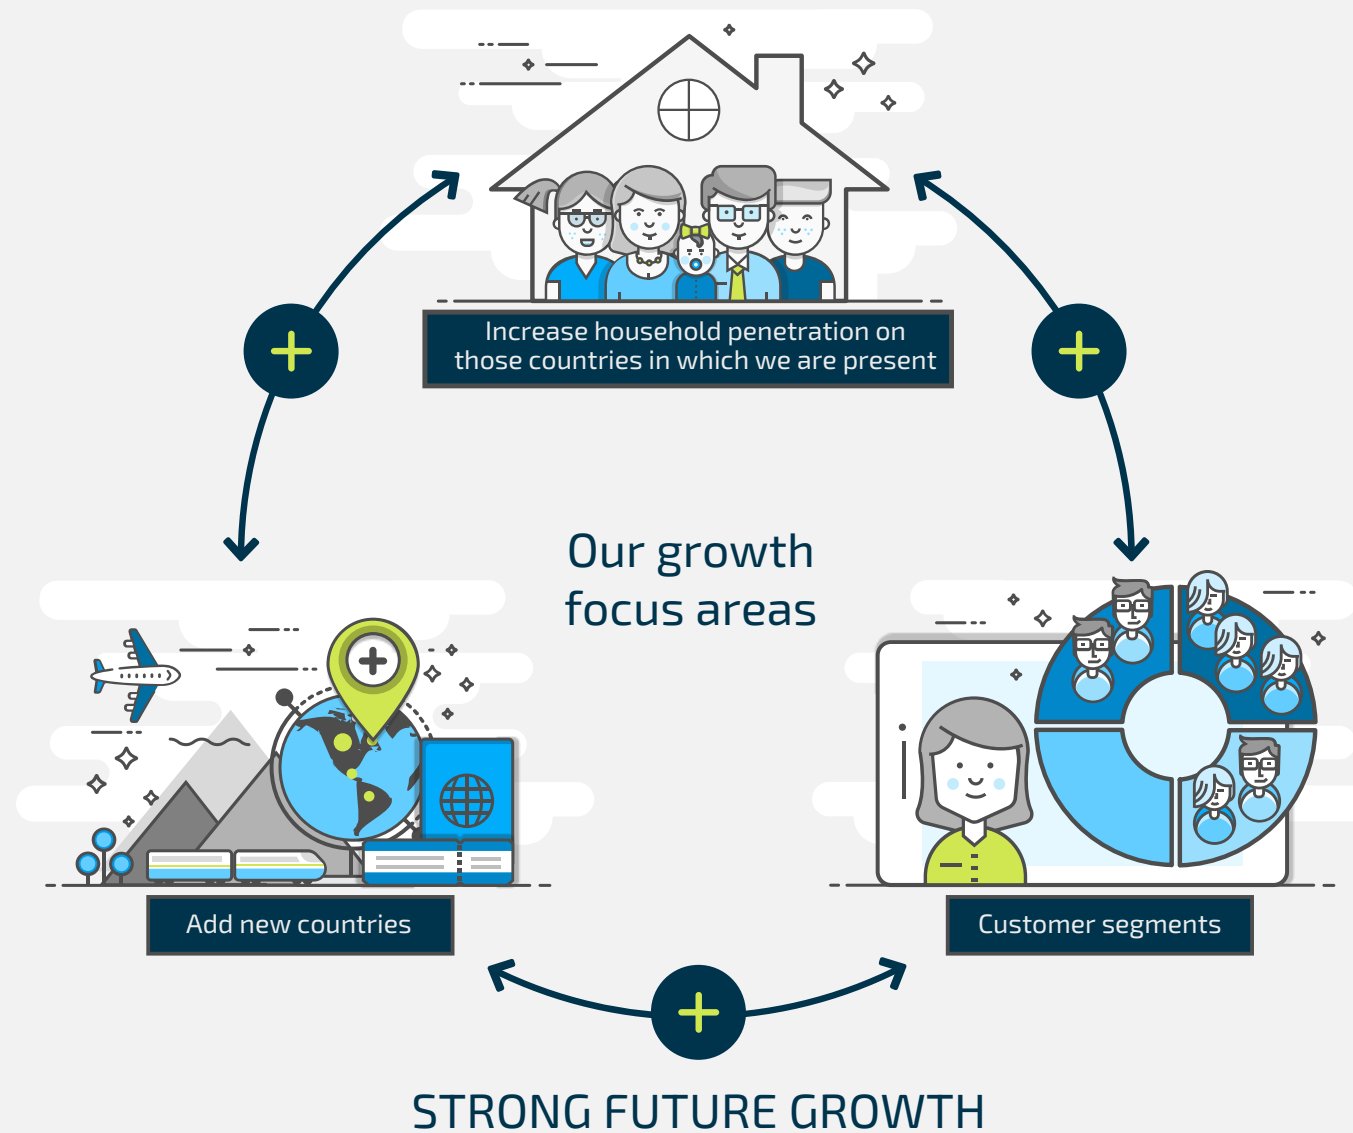 Increase household penetration on
those countries in which we are present
Our growth
focus areas
Add new countries
Customer segments
STRONG FUTURE GROWTH